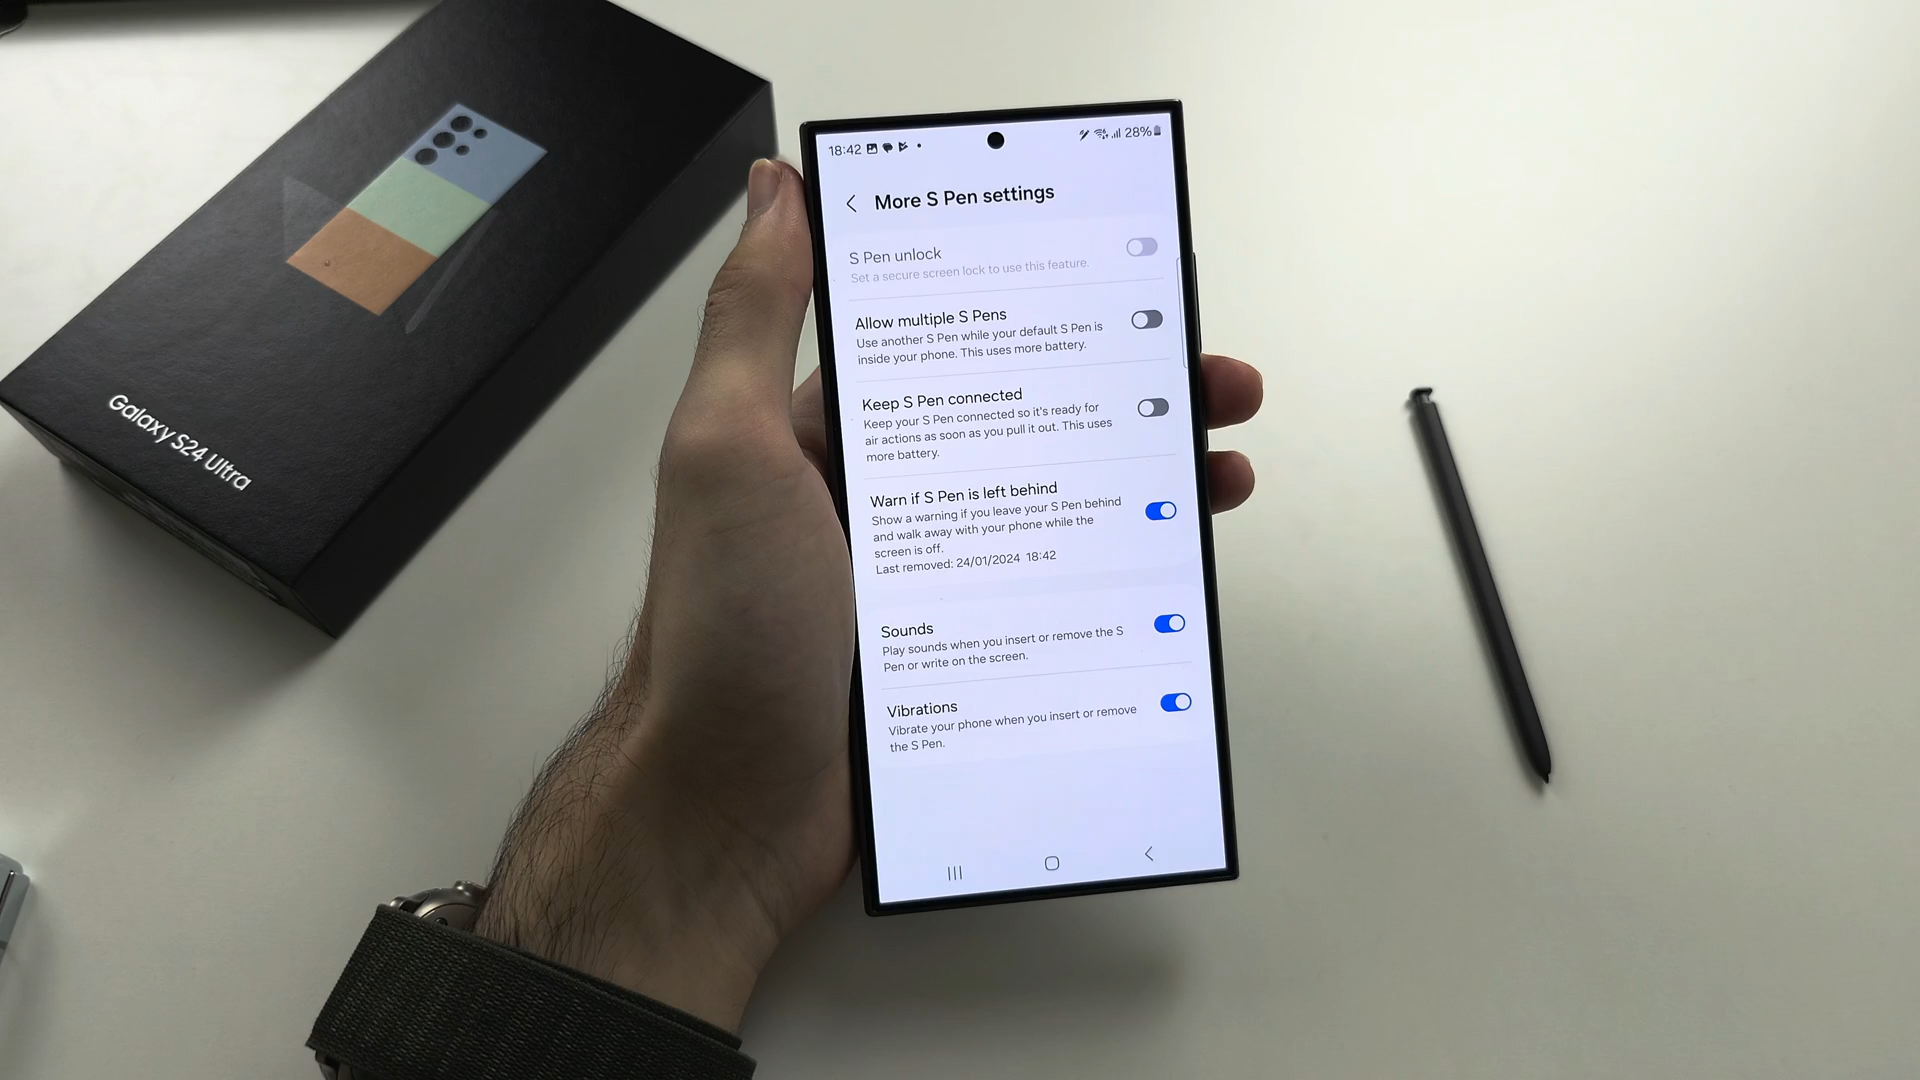 Galaxy S24 Ultra
18:42
28%
More S Pen settings
S Pen unlock
Set a secure screen lock to use this feature.
Allow multiple S Pens
Use another S Pen while your default S Pen is
inside your phone. This uses more battery.
Keep S Pen connected
Keep your S Pen connected so it's ready for
air actions as soon as you pull it out. This uses
more battery.
Warn if S Pen is left behind
Show a warning if you leave your S Pen behind
and walk away with your phone while the
screen is off.
Last removed: 24/01/2024 18:42
Sounds
Play sounds when you insert or remove the S
Pen or write on the screen.
Vibrations
Vibrate your phone when you insert or remove
the S Pen.